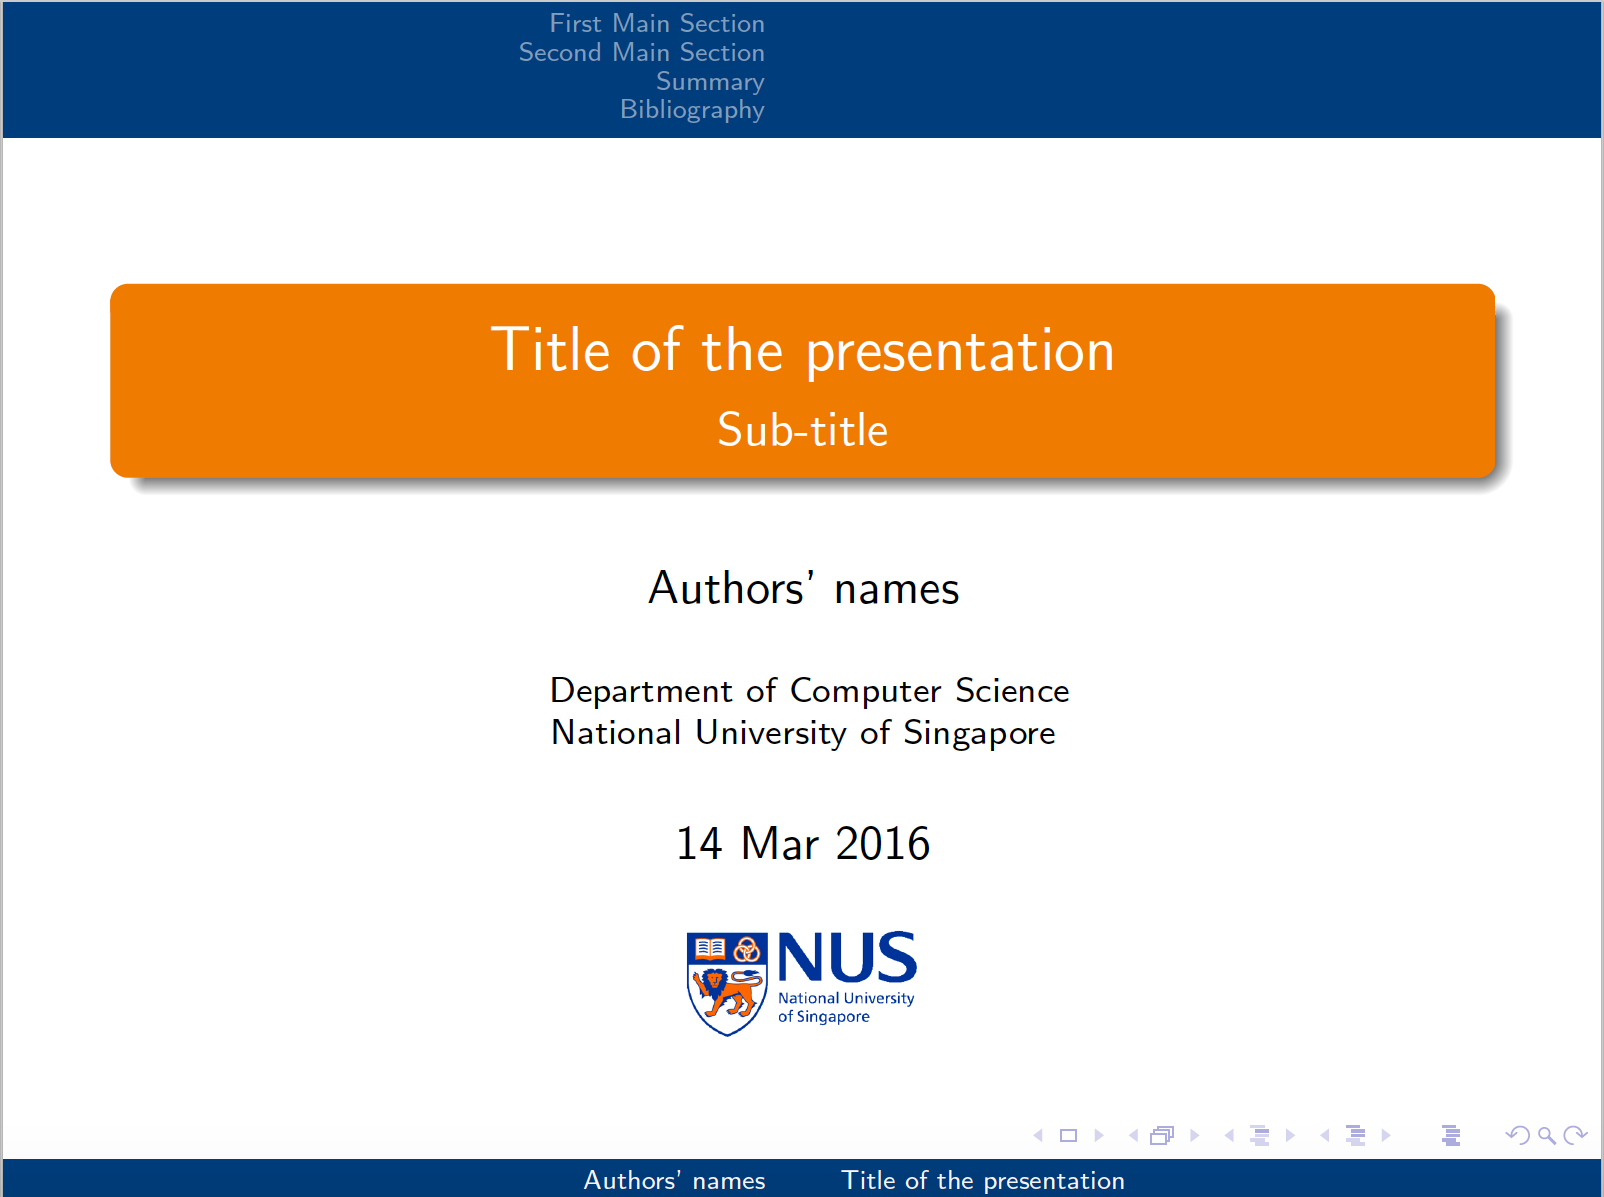 First Main Section
Second Main Section
Summary
Bibliography
Title of the presentation
Sub-title
Authors' names
Department of Computer Science
National University of Singapore
14 Mar 2016
NUS
National University
of Singapore
Authors' names Title of the presentation